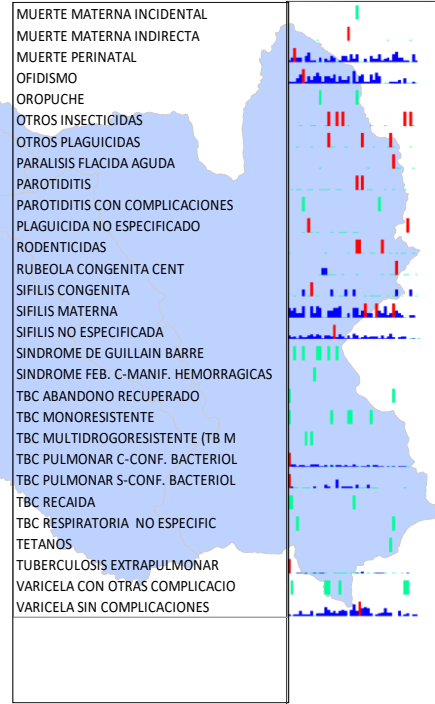 MUERTE MATERNA INCIDENTAL
MUERTE MATERNA INDIRECTA
MUERTE PERINATAL
OFIDISMO
OROPUCHE
OTROS INSECTICIDAS
OTROS PLAGUICIDAS
PARALISIS FLACIDA AGUDA
PAROTIDITIS
PAROTIDITIS CON COMPLICACIONES
PLAGUICIDA NO ESPECIFICADO
RODENTICIDAS
RUBEOLA CONGENITA CENT
SIFILIS CONGENITA
SIFILIS MATERNA
SIFILIS NO ESPECIFICADA
SINDROME DE GUILLAIN BARRE
SINDROME FEB. C-MANIF. HEMORRAGICAS
TBC ABANDONO RECUPERADO
TBC MONORESISTENTE
TBC MULTIDROGORESISTENTE (TB M
TBC PULMONAR C-CONF. BACTERIOL
TBC PULMONAR S-CONF. BACTERIOL
TBC RECAIDA
TBC RESPIRATORIA NO ESPECIFIC
TETANOS
TUBERCULOSIS EXTRAPULMONAR
VARICELA CON OTRAS COMPLICACIO
VARICELA SIN COMPLICACIONES